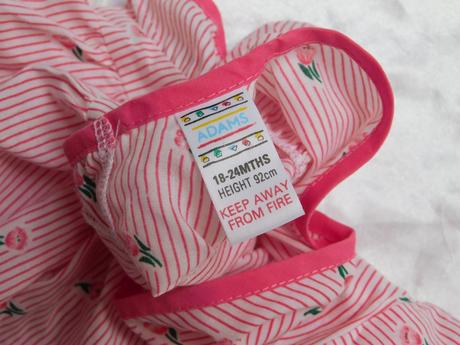 ADAMS
18-24MTHS
HEIGHT 92cm
KEEP AWAY
FROM FIRE